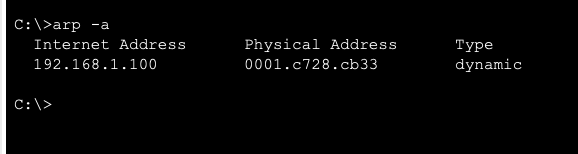 C:\>arp -a
Internet Address Physical Address Type
192.168.1.100 0001.c728.cb33 dynamic
C:\>